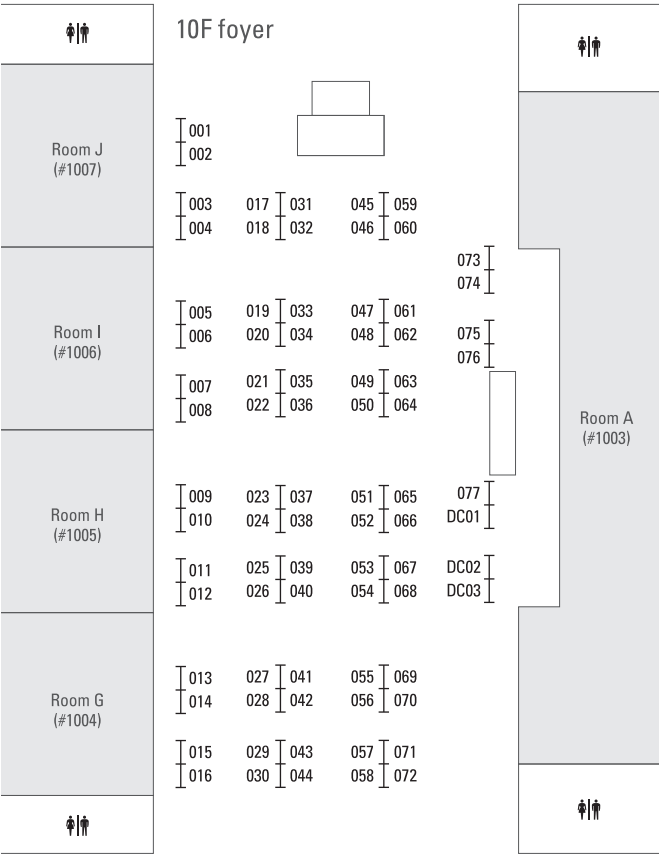 10F foyer
Room J
(#1007)
Room I
(#1006)
Room H
(#1005)
Room G
(#1004)
001
002
003 017 031 045 059
004 018 032 046 060
073
074
005 019 033 047 061
006 020 034 048 062
075
076
007 021 035 049 063
008 022 036 050 064
009 023 037 051 065 077
010 024 038 052 066 DC01
011 025 039 053 067 DC02
012 026 040 054 068 DC03
013 027 041 055 069
014 028 042 056 070
015 029 043 057 071
016 030 044 058 072
Room A
(#1003)